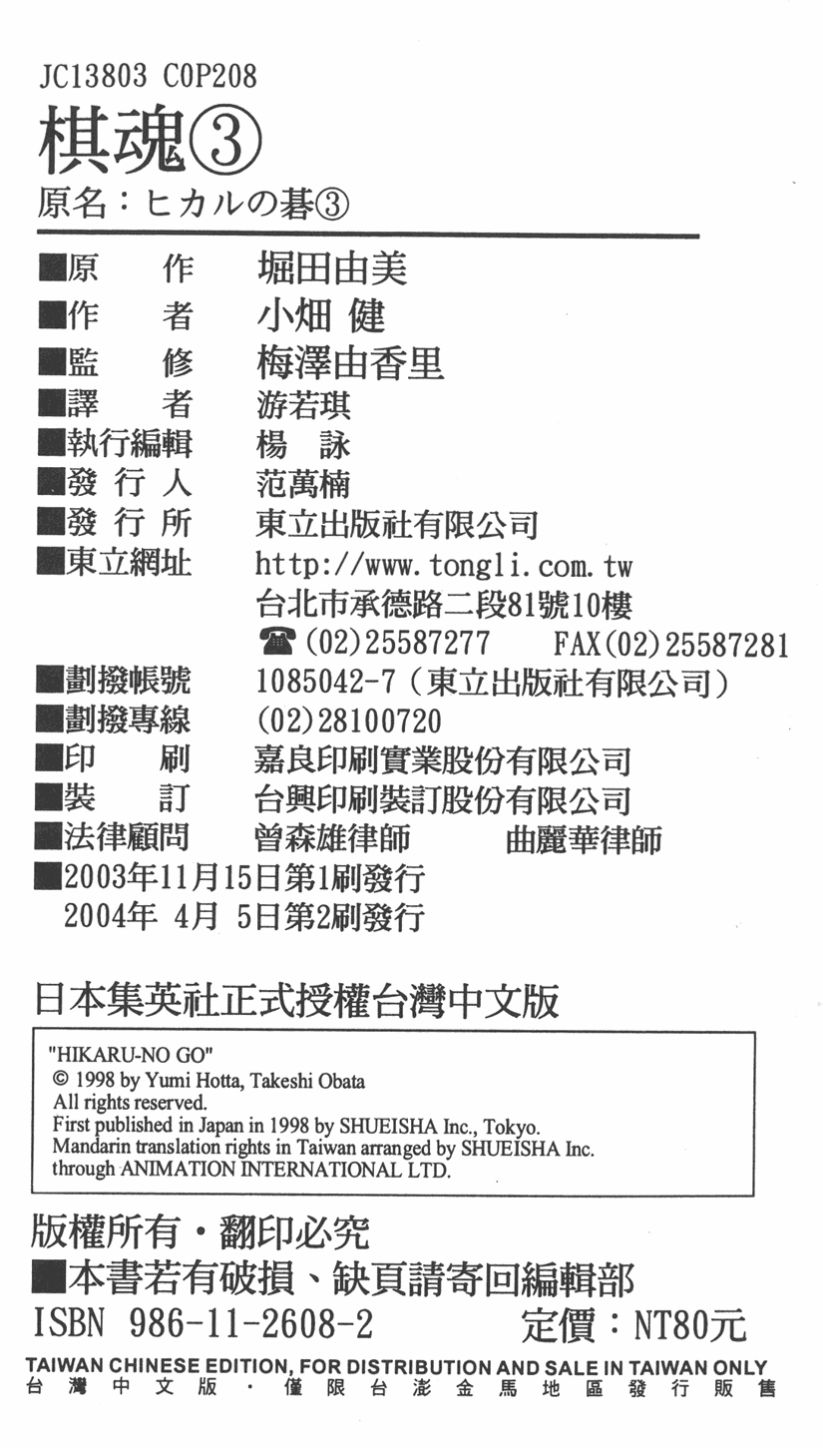 JC13803 C0P208
棋魂③
原名：ヒカルの碁③
■原 作 堀田由美
■作 者 小畑 健
■監 修 梅澤由香里
■譯 者 游若琪
■執行編輯 楊 詠
■發行人 范萬楠
■發行所 東立出版社有限公司
■東立網址 http://www.tongli.com.tw
台北市承德路二段81號10樓
☎(02)25587277 FAX(02)25587281
■劃撥帳號 1085042-7（東立出版社有限公司）
■劃撥專線 (02)28100720
■印 刷 嘉良印刷實業股份有限公司
■裝 訂 台興印刷裝訂股份有限公司
■法律顧問 曾森雄律師 曲麗華律師
■2003年11月15日第1刷發行
2004年 4月 5日第2刷發行
日本集英社正式授權台灣中文版
"HIKARU-NO GO"
© 1998 by Yumi Hotta, Takeshi Obata
All rights reserved.
First published in Japan in 1998 by SHUEISHA Inc., Tokyo.
Mandarin translation rights in Taiwan arranged by SHUEISHA Inc.
through ANIMATION INTERNATIONAL LTD.
版權所有・翻印必究
■本書若有破損、缺頁請寄回編輯部
ISBN 986-11-2608-2 定價：NT80元
TAIWAN CHINESE EDITION, FOR DISTRIBUTION AND SALE IN TAIWAN ONLY
台灣中文版・僅限台澎金馬地區發行販售